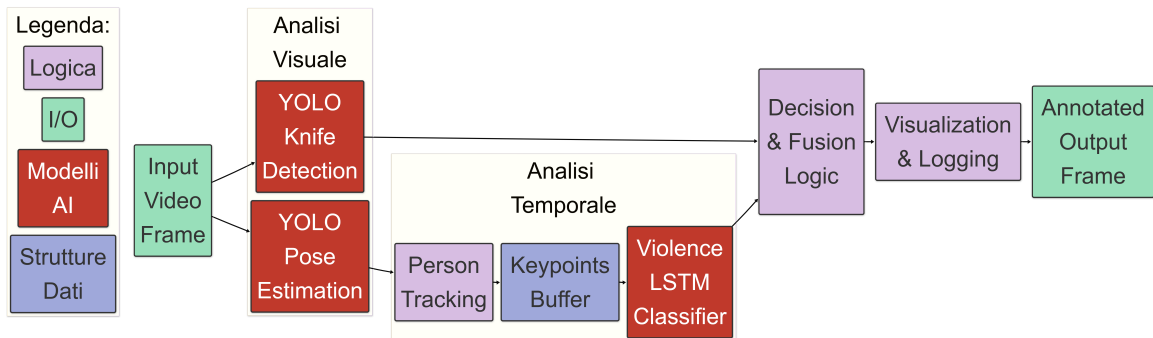 Legenda:
Logica
I/O
Modelli
AI
Strutture
Dati
Input
Video
Frame
Analisi
Visuale
YOLO
Knife
Detection
YOLO
Pose
Estimation
Analisi
Temporale
Person
Tracking
Keypoints
Buffer
Violence
LSTM
Classifier
Decision
& Fusion
Logic
Visualization
& Logging
Annotated
Output
Frame